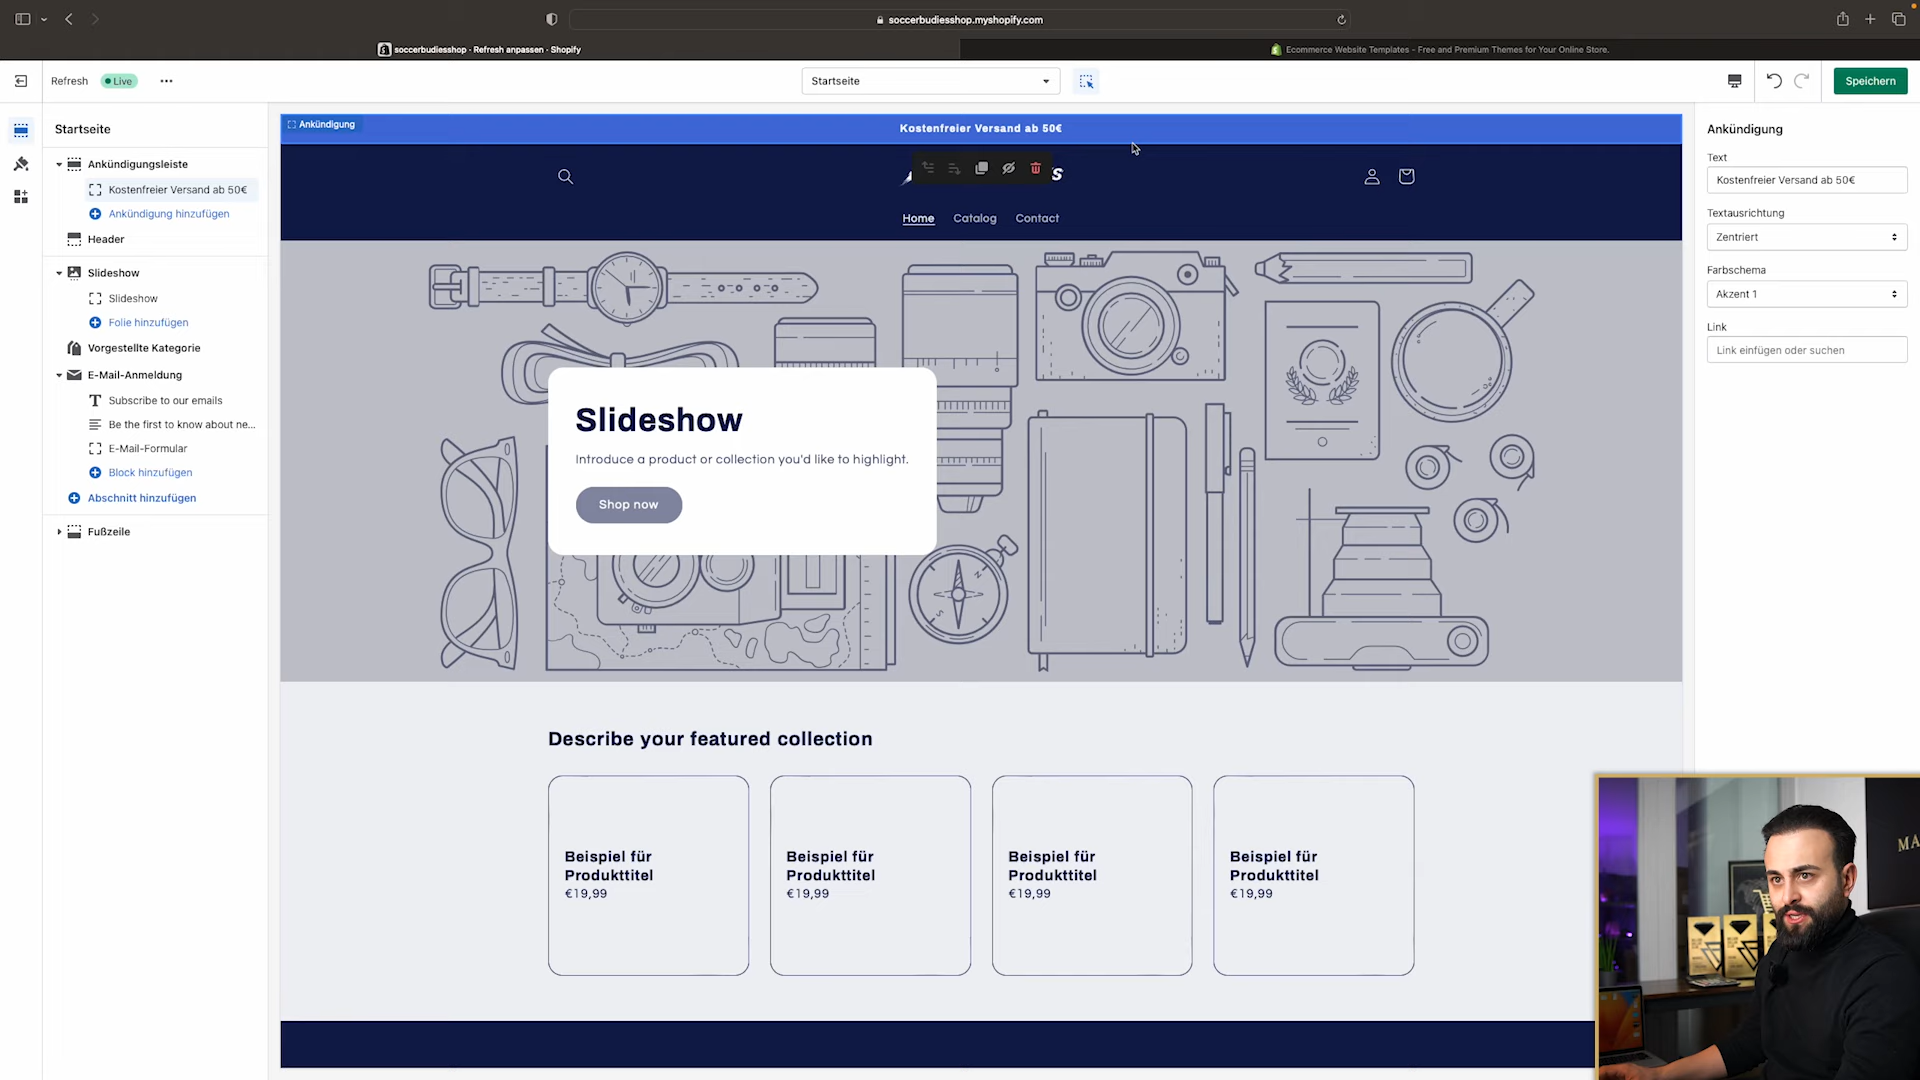 soccerbudiesshop.myshopify.com
soccerbudiesshop - Refresh anpassen - Shopify
Ecommerce Website Templates - Free and Premium Themes for Your Online Store.
Refresh
Live
Startseite
Speichern
Startseite
Ankündigungsleiste
Kostenfreier Versand ab 50€
Ankündigung hinzufügen
Header
Slideshow
Slideshow
Folie hinzufügen
Vorgestellte Kategorie
E-Mail-Anmeldung
Subscribe to our emails
Be the first to know about ne...
E-Mail-Formular
Block hinzufügen
Abschnitt hinzufügen
Fußzeile
Ankündigung
Kostenfreier Versand ab 50€
Home
Catalog
Contact
Slideshow
Introduce a product or collection you'd like to highlight.
Shop now
Describe your featured collection
Beispiel für
Produkttitel
€19,99
Beispiel für
Produkttitel
€19,99
Beispiel für
Produkttitel
€19,99
Beispiel für
Produkttitel
€19,99
Ankündigung
Text
Kostenfreier Versand ab 50€
Textausrichtung
Zentriert
Farbschema
Akzent 1
Link
Link einfügen oder suchen